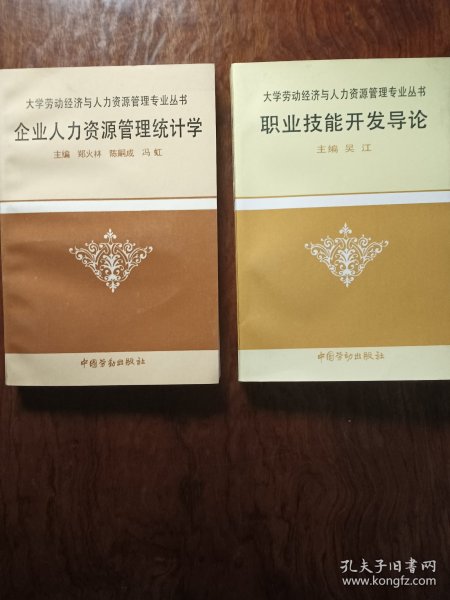 大学劳动经济与人力资源管理专业丛书
企业人力资源管理统计学
主编 郑火林 陈嗣成 冯虹
中国劳动出版社
大学劳动经济与人力资源管理专业丛书
职业技能开发导论
主编 吴江
中国劳动出版社
孔夫子旧书网
www.kongfz.com